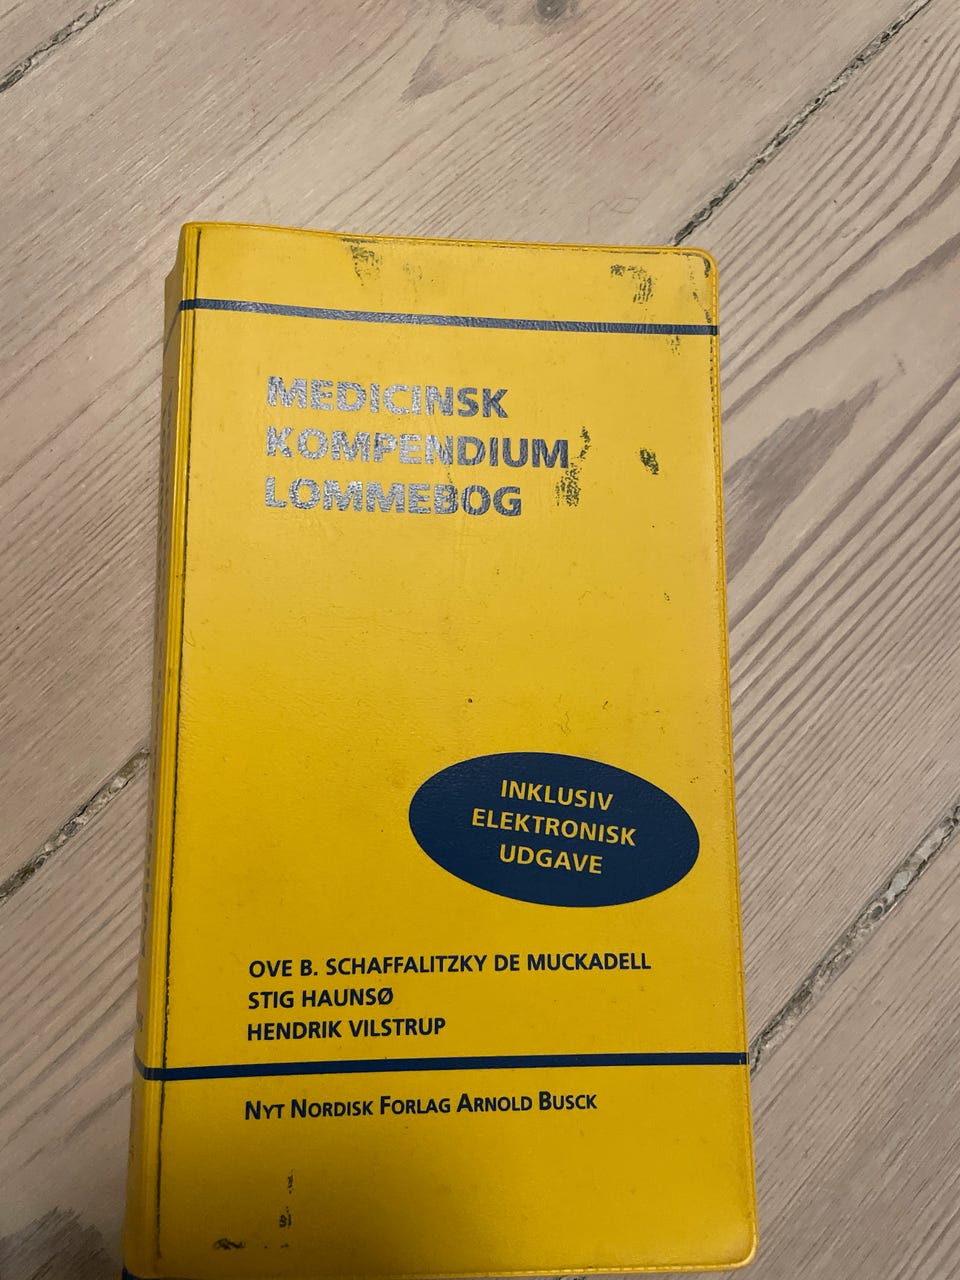 MEDICINSK
KOMPENDIUM
LOMMEBOG
INKLUSIV
ELEKTRONISK
UDGAVE
OVE B. SCHAFFALITZKY DE MUCKADELL
STIG HAUNSØ
HENDRIK VILSTRUP
NYT NORDISK FORLAG ARNOLD BUSCK